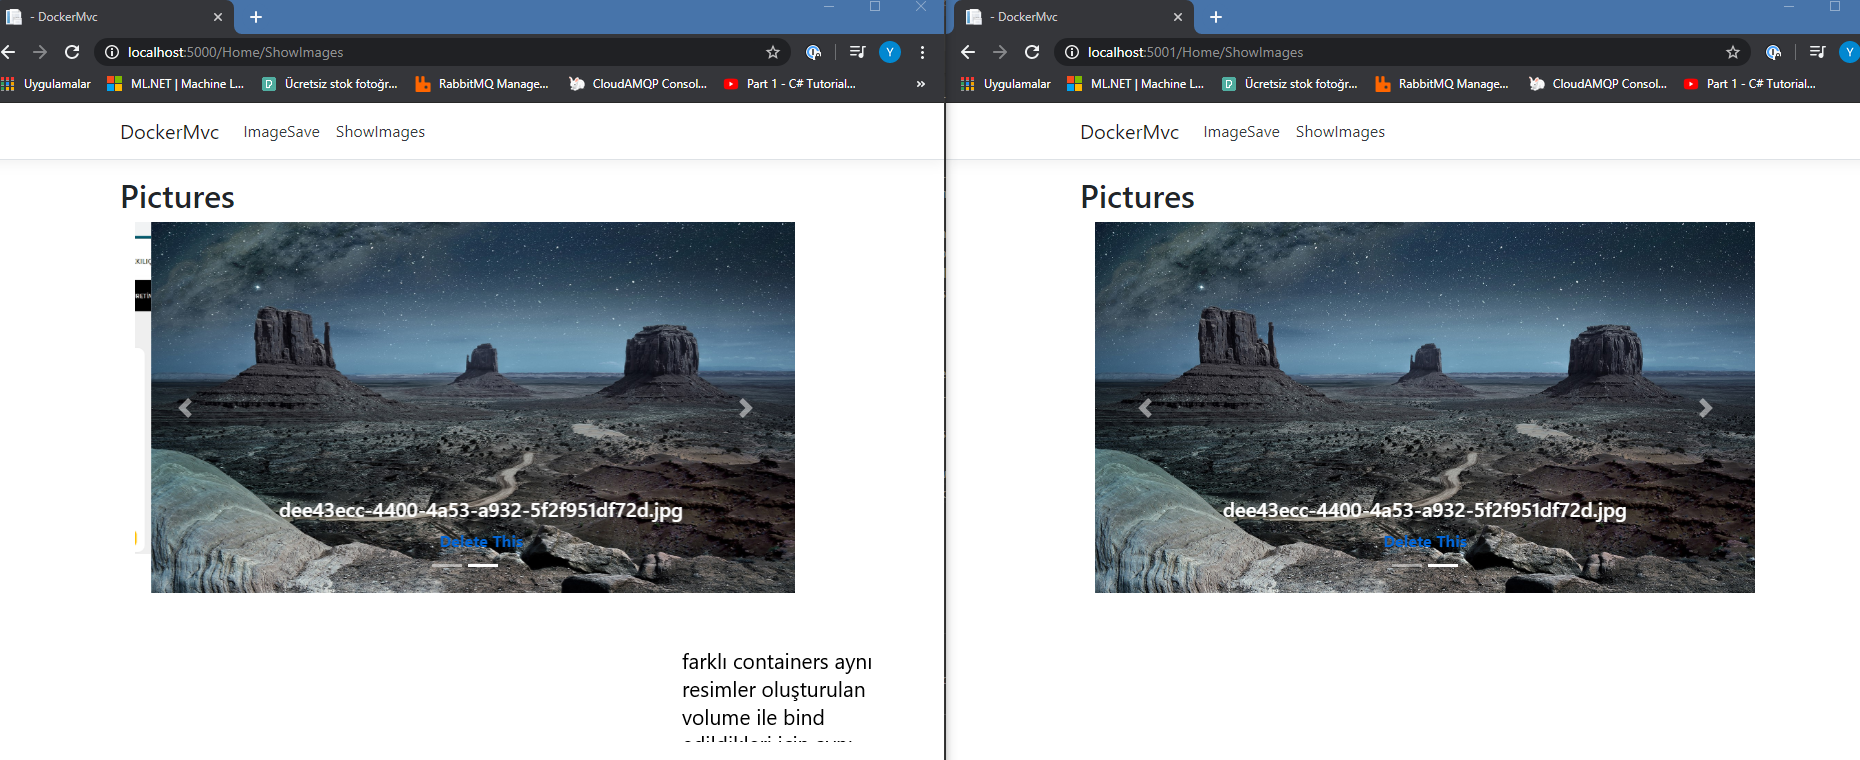 - DockerMvc
localhost:5000/Home/ShowImages
Uygulamalar ML.NET | Machine L... Ücretsiz stok fotoğr... RabbitMQ Manage... CloudAMQP Consol... Part 1 - C# Tutorial... »
DockerMvc ImageSave ShowImages
Pictures
dee43ecc-4400-4a53-a932-5f2f951df72d.jpg
Delete This
farklı containers aynı
resimler oluşturulan
volume ile bind
edildikleri için aynı
- DockerMvc
localhost:5001/Home/ShowImages
Y
Uygulamalar ML.NET | Machine L... Ücretsiz stok fotoğr... RabbitMQ Manage... CloudAMQP Consol... Part 1 - C# Tutorial...
DockerMvc ImageSave ShowImages
Pictures
dee43ecc-4400-4a53-a932-5f2f951df72d.jpg
Delete This